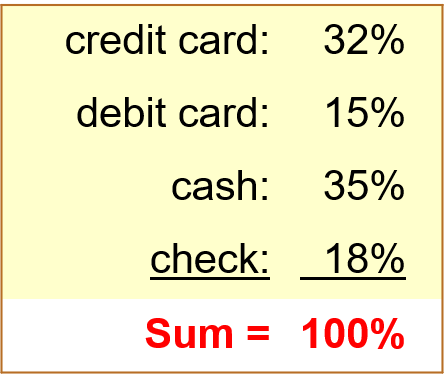 credit card: 32%
debit card: 15%
cash: 35%
check: 18%
Sum = 100%